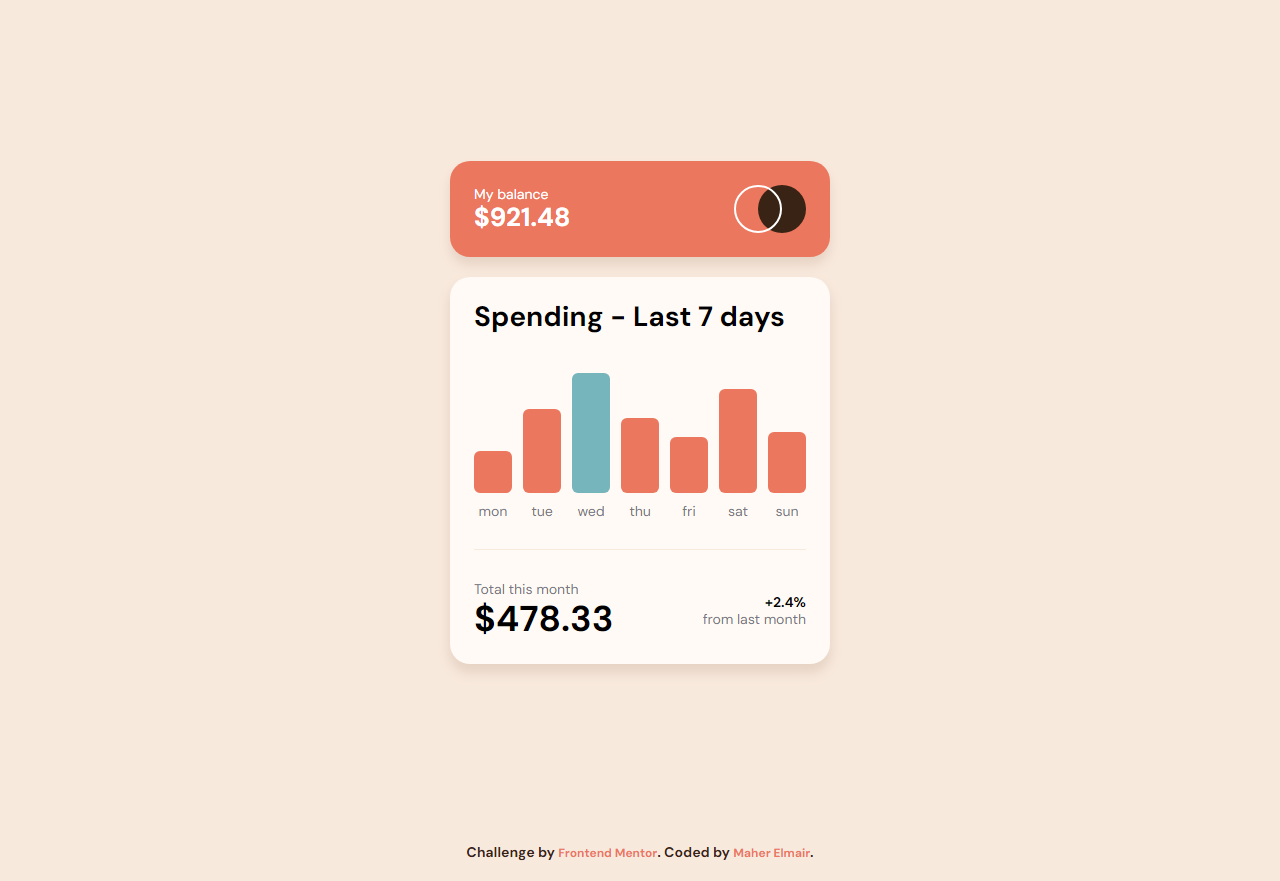 My balance
$921.48
Spending - Last 7 days
mon tue wed thu fri sat sun
Total this month
$478.33
+2.4%
from last month
Challenge by Frontend Mentor. Coded by Maher Elmair.